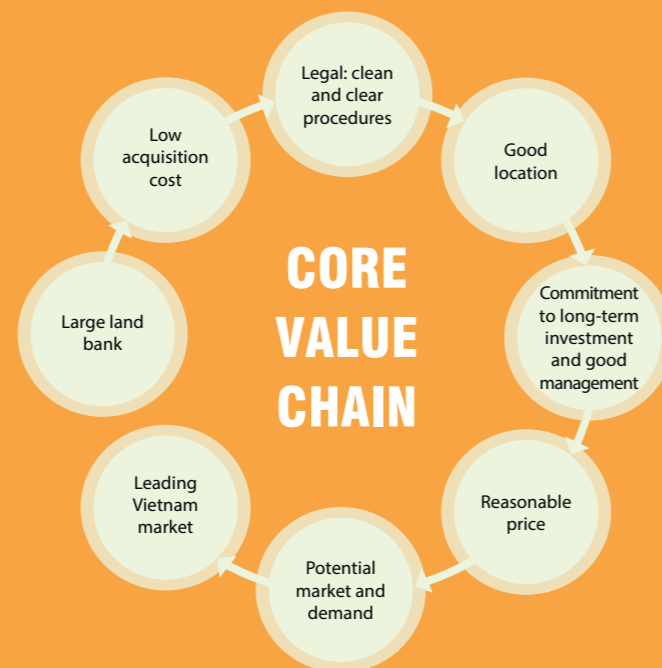 CORE
VALUE
CHAIN
Large land
bank
Low
acquisition
cost
Legal: clean
and clear
procedures
Good
location
Commitment
to long-term
investment
and good
management
Reasonable
price
Potential
market and
demand
Leading
Vietnam
market